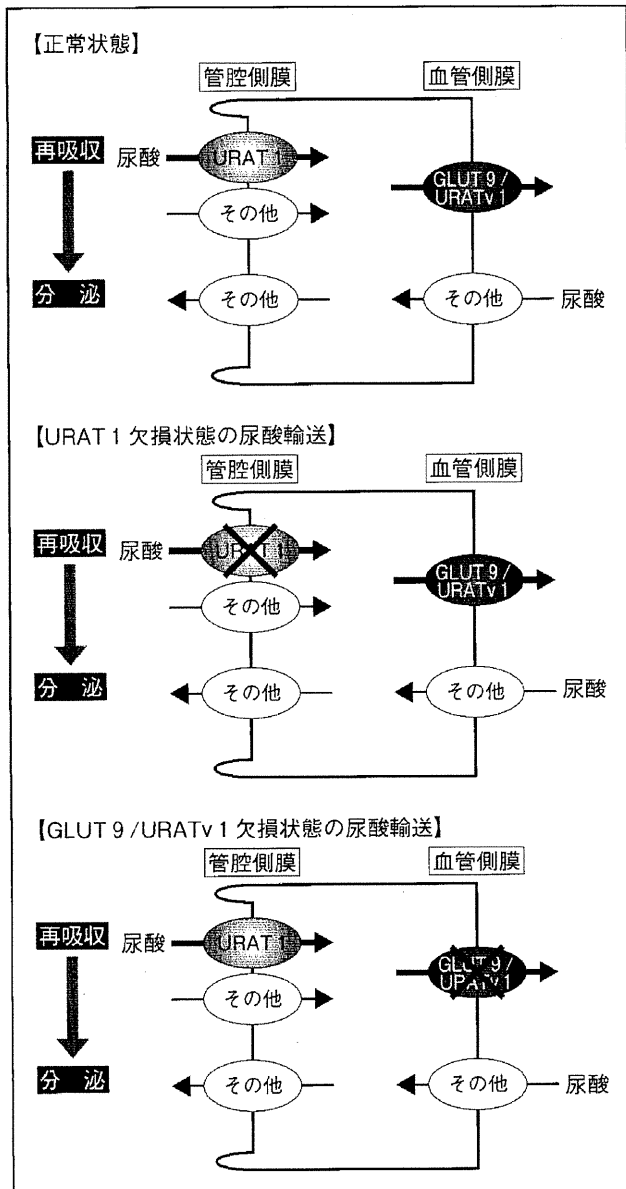 【正常状態】
管腔側膜 血管側膜
再吸収 尿酸 URAT 1
GLUT 9 /
URATv 1
その他
分 泌 その他 その他 尿酸
【URAT 1 欠損状態の尿酸輸送】
管腔側膜 血管側膜
再吸収 尿酸 URAT 1
GLUT 9 /
URATv 1
その他
分 泌 その他 その他 尿酸
【GLUT 9 /URATv 1 欠損状態の尿酸輸送】
管腔側膜 血管側膜
再吸収 尿酸 URAT 1
GLUT 9 /
URATv 1
その他
分 泌 その他 その他 尿酸